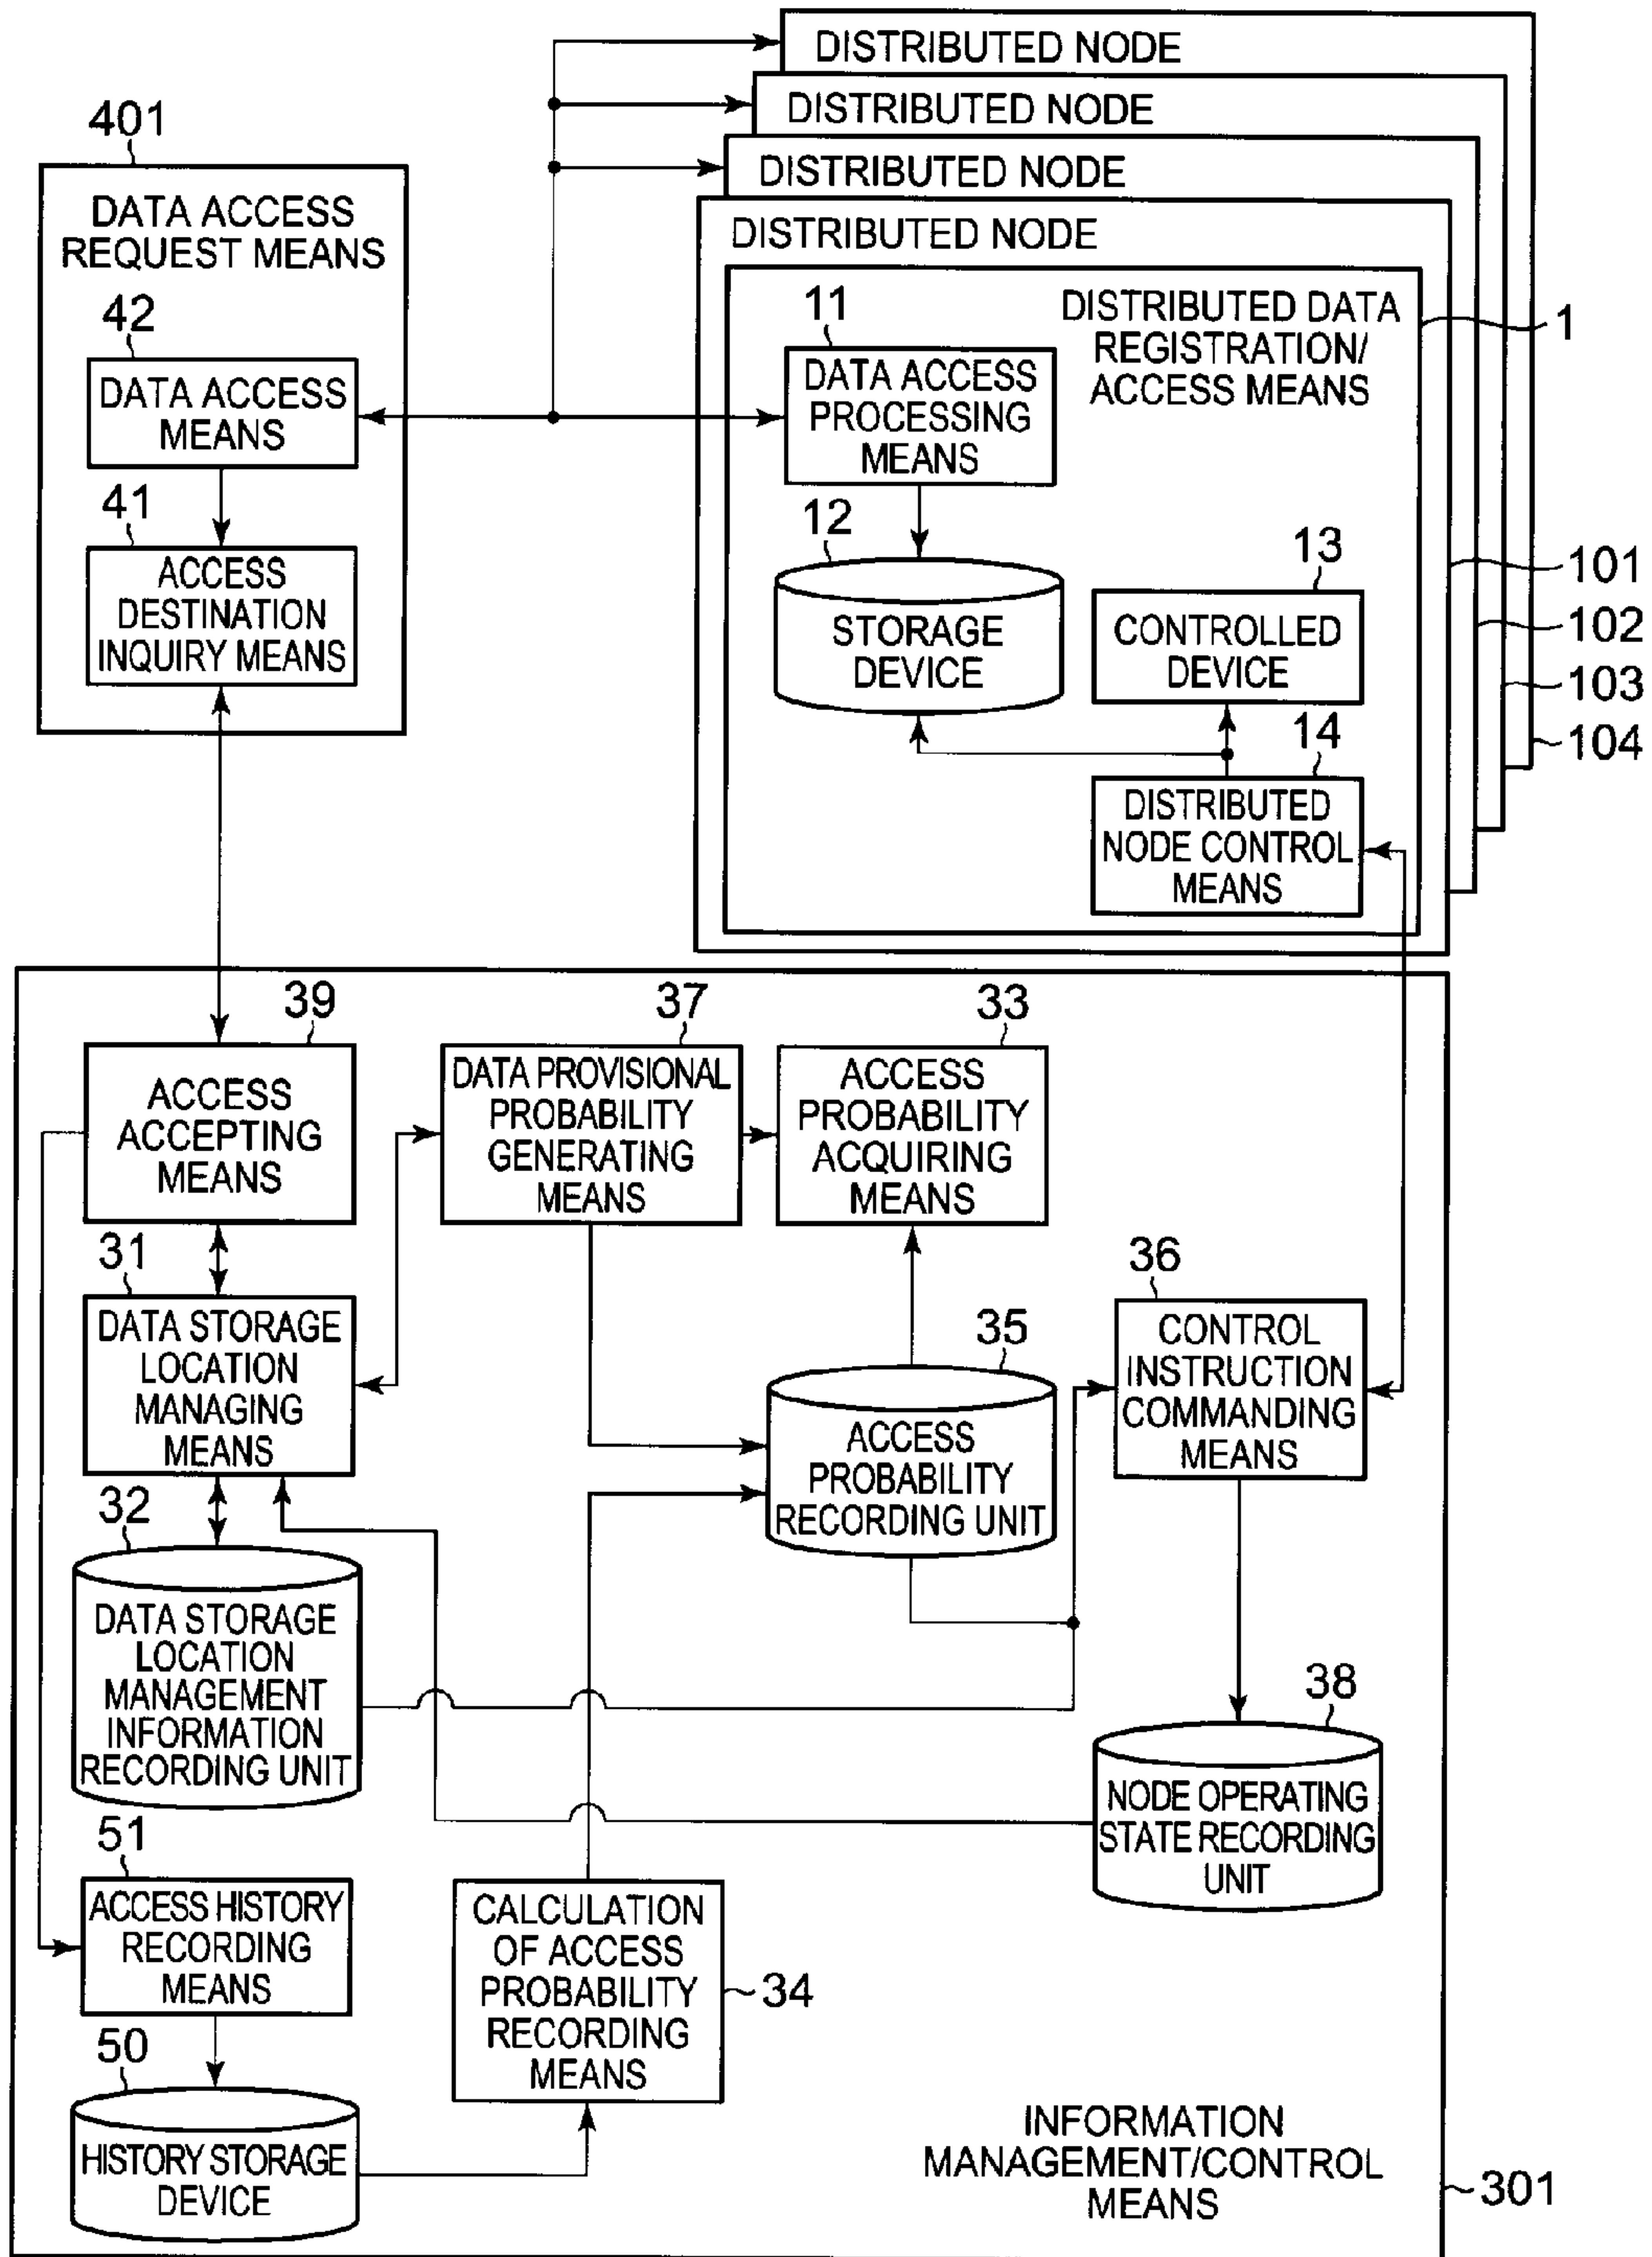 DISTRIBUTED NODE
DISTRIBUTED NODE
DISTRIBUTED NODE
DISTRIBUTED NODE
401
DATA ACCESS
REQUEST MEANS
42
DATA ACCESS
MEANS
41
ACCESS
DESTINATION
INQUIRY MEANS
11
DATA ACCESS
PROCESSING
MEANS
DISTRIBUTED DATA
REGISTRATION/
ACCESS MEANS
1
12
STORAGE
DEVICE
13
CONTROLLED
DEVICE
14
DISTRIBUTED
NODE CONTROL
MEANS
101
102
103
104
39
ACCESS
ACCEPTING
MEANS
37
DATA PROVISIONAL
PROBABILITY
GENERATING
MEANS
33
ACCESS
PROBABILITY
ACQUIRING
MEANS
31
DATA STORAGE
LOCATION
MANAGING
MEANS
35
ACCESS
PROBABILITY
RECORDING UNIT
36
CONTROL
INSTRUCTION
COMMANDING
MEANS
32
DATA STORAGE
LOCATION
MANAGEMENT
INFORMATION
RECORDING UNIT
38
NODE OPERATING
STATE RECORDING
UNIT
51
ACCESS HISTORY
RECORDING
MEANS
CALCULATION
OF ACCESS
PROBABILITY
RECORDING
MEANS
34
50
HISTORY STORAGE
DEVICE
INFORMATION
MANAGEMENT/CONTROL
MEANS
301